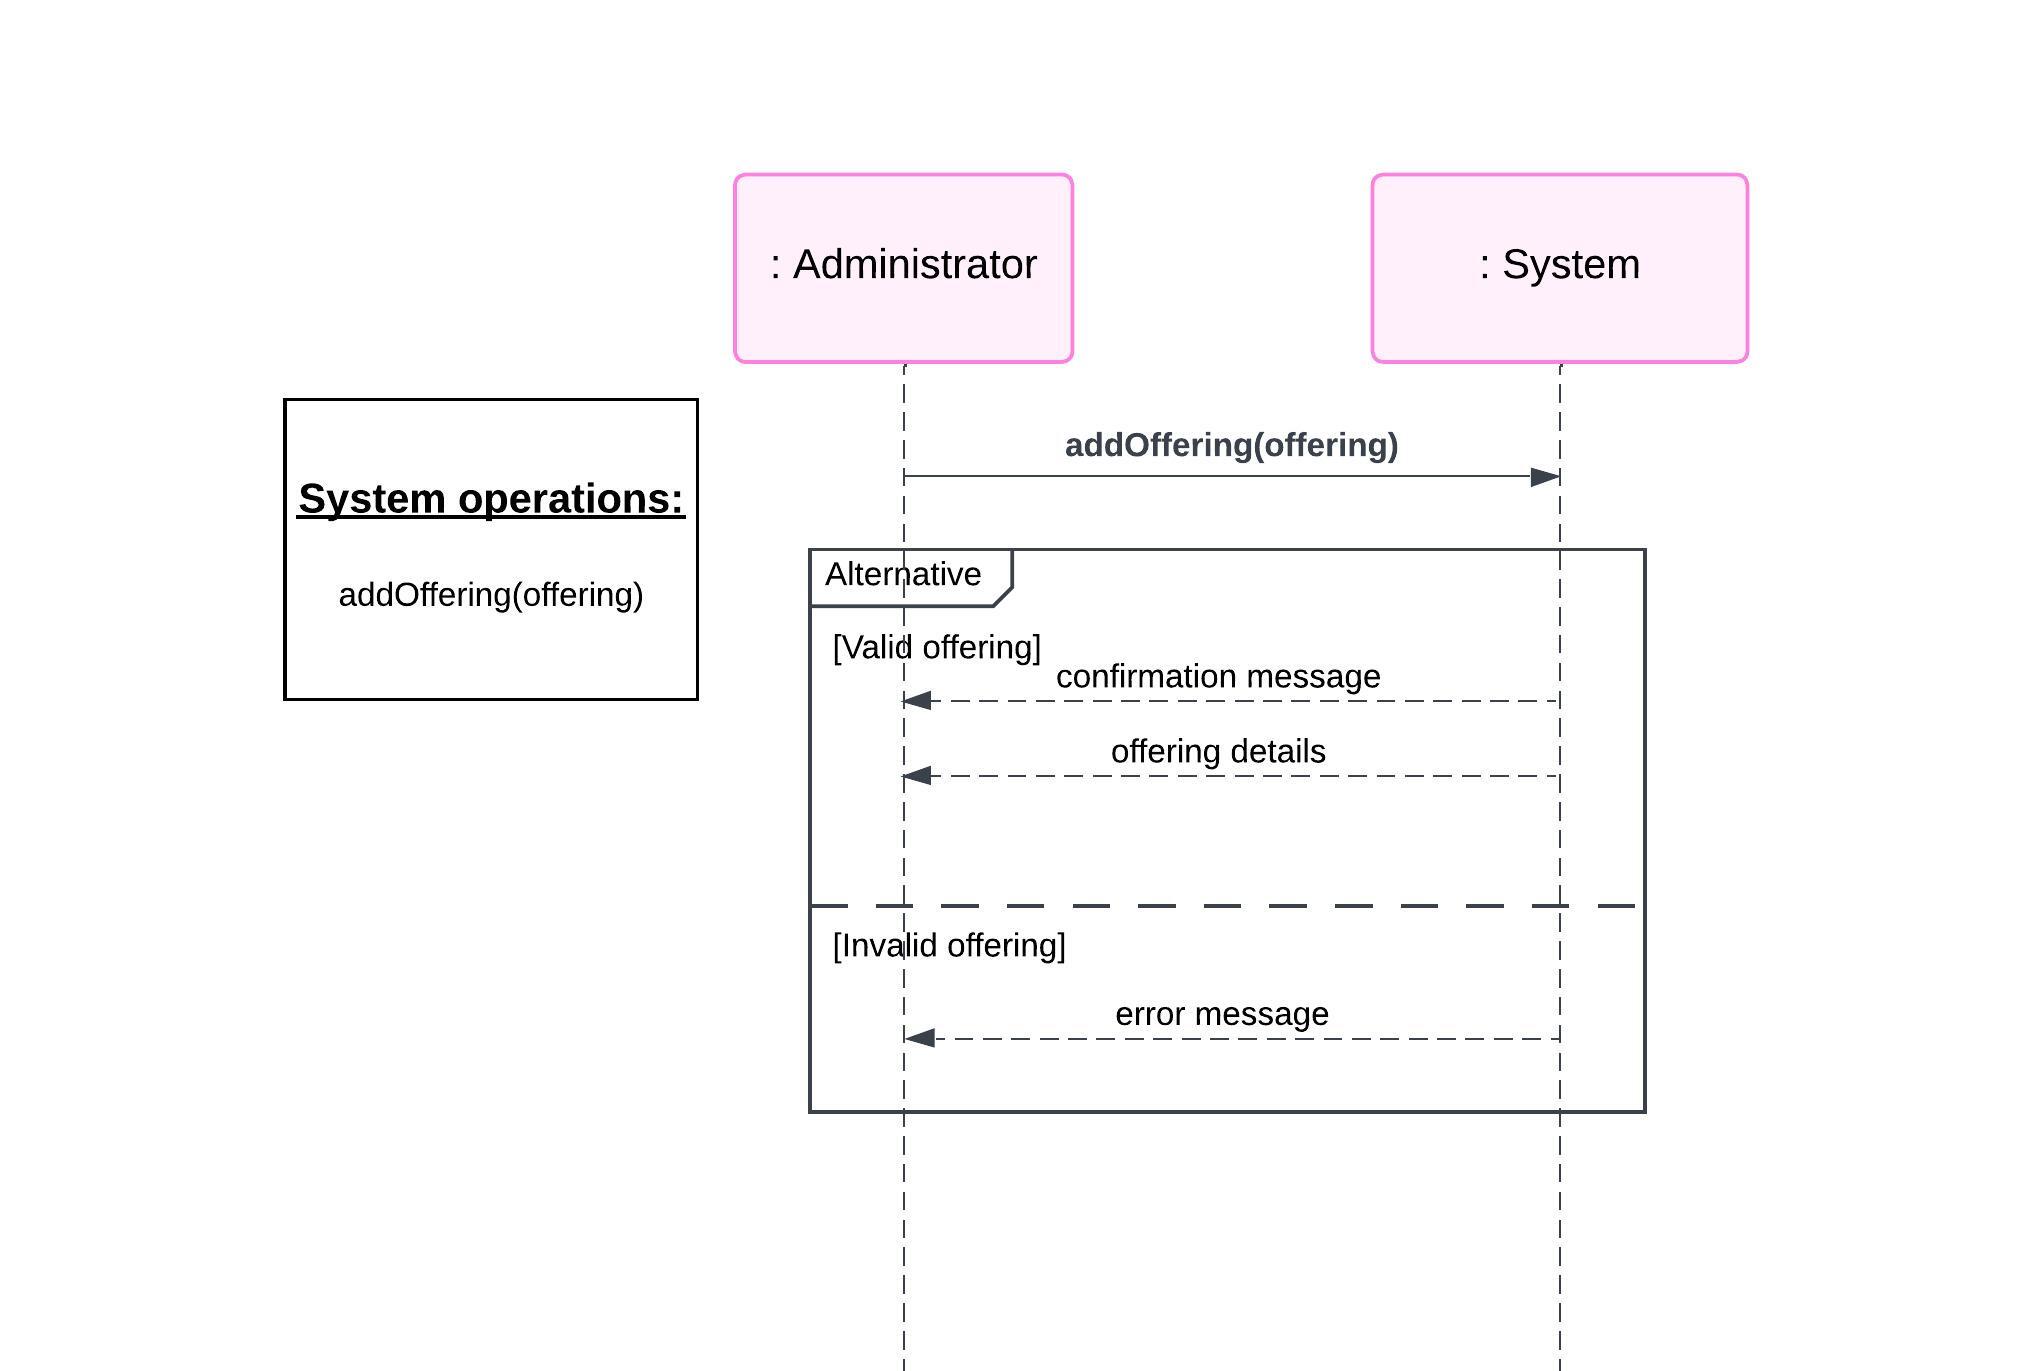 : Administrator
: System
System operations:
addOffering(offering)
addOffering(offering)
Alternative
[Valid offering]
confirmation message
offering details
[Invalid offering]
error message